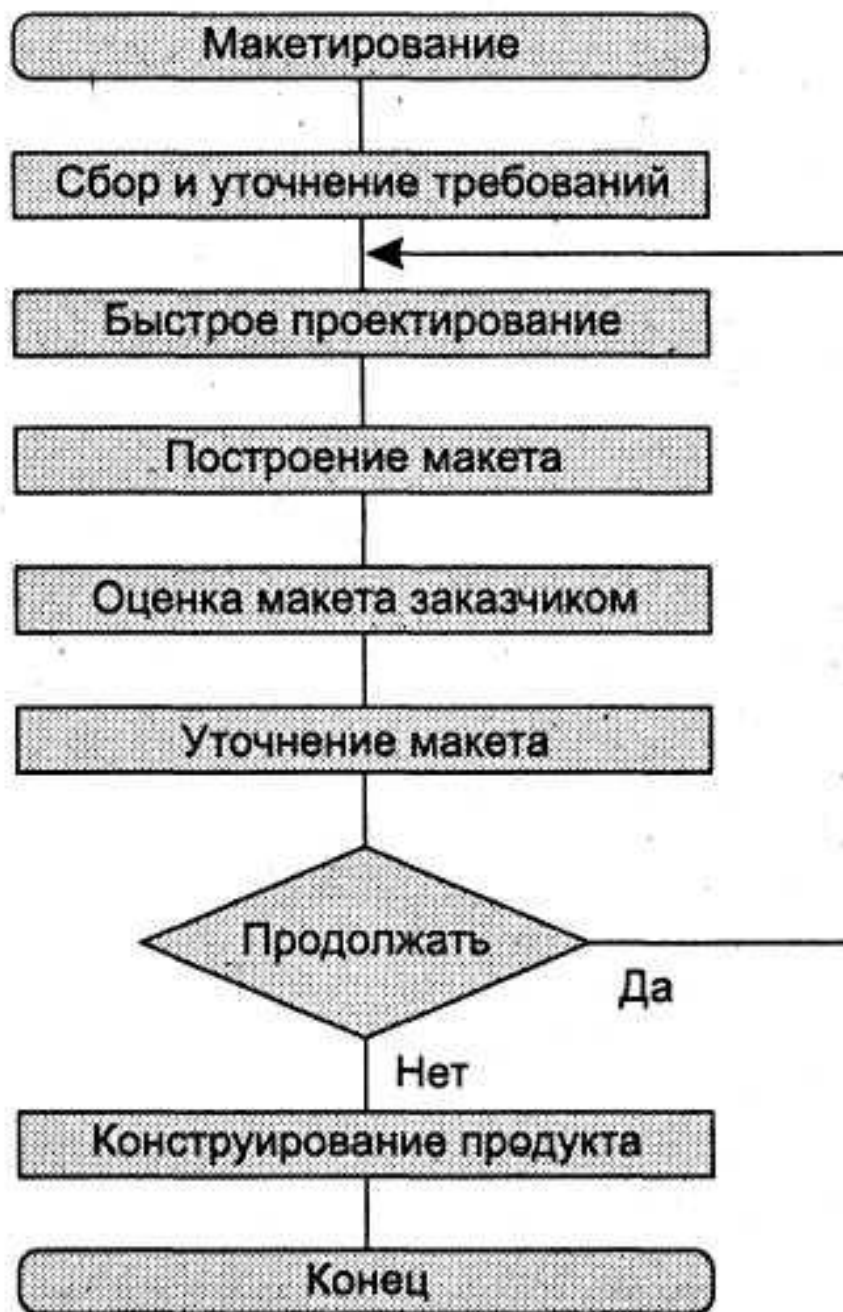 Макетирование
Сбор и уточнение требований
Быстрое проектирование
Построение макета
Оценка макета заказчиком
Уточнение макета
Продолжать
Да
Нет
Конструирование продукта
Конец